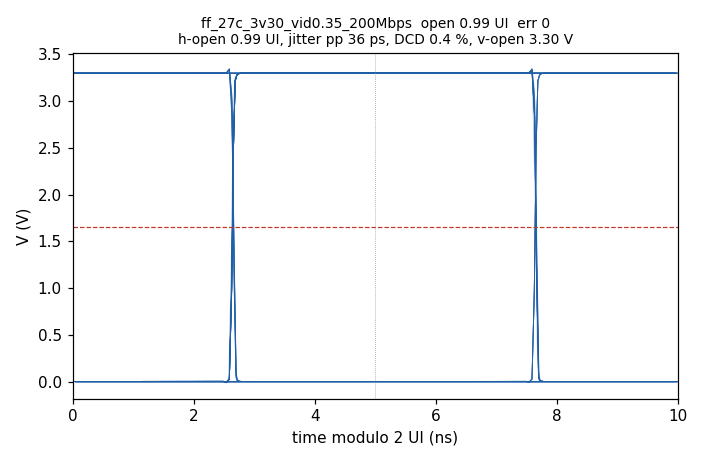 ff_27c_3v30_vid0.35_200Mbps  open 0.99 UI  err 0
h-open 0.99 UI, jitter pp 36 ps, DCD 0.4 %, v-open 3.30 V
3.5
3.0
2.5
2.0
1.5
1.0
0.5
0.0
V (V)
0 2 4 6 8 10
time modulo 2 UI (ns)